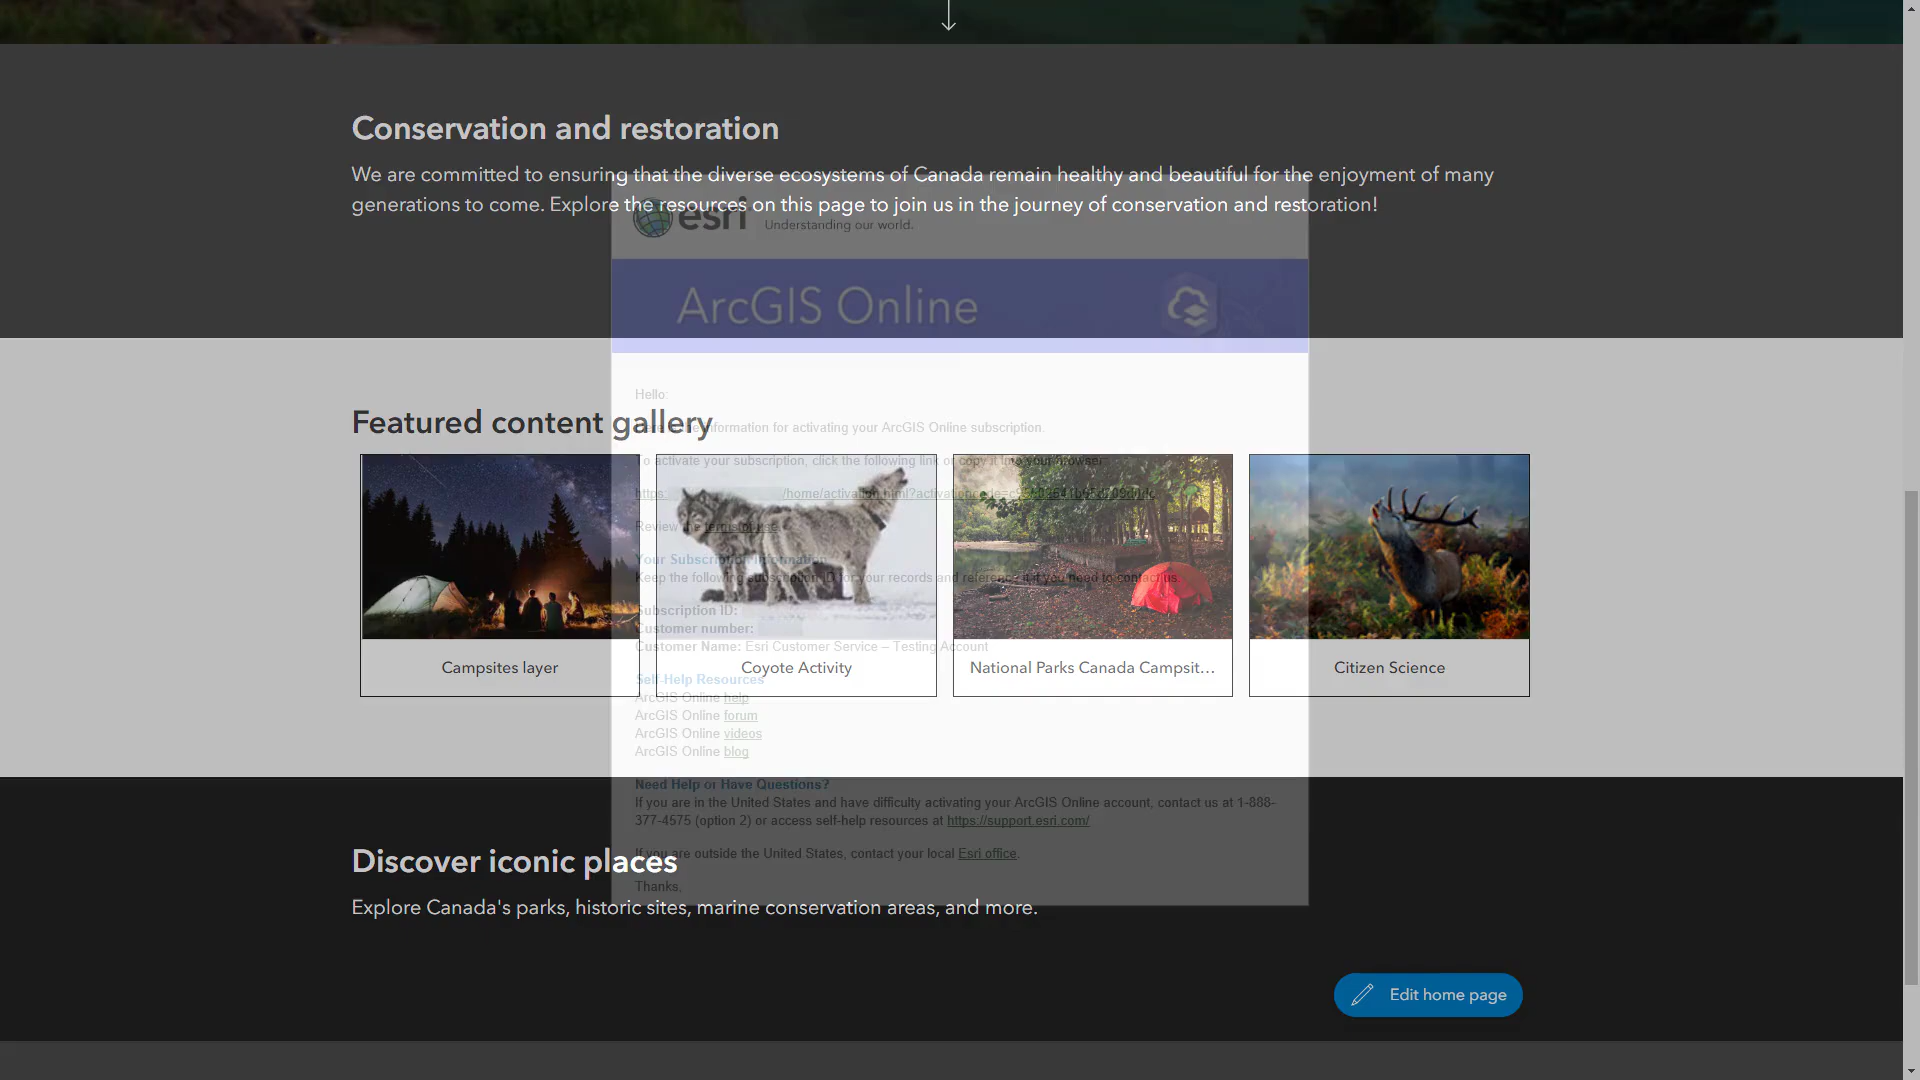 Conservation and restoration
We are committed to ensuring that the diverse ecosystems of Canada remain healthy and beautiful for the enjoyment of many
generations to come. Explore the resources on this page to join us in the journey of conservation and restoration!
esri Understanding our world.
ArcGIS Online
Hello:
Featured content gallery
information for activating your ArcGIS Online subscription.
To activate your subscription, click the following link or copy it into your browser:
https: /home/activation.html?activationcode=
Review the terms of use.
Your Subscription Information
Keep the following subscription ID for your records and reference it if you need to contact us.
Subscription ID:
Customer number:
Customer Name: Esri Customer Service – Testing Account
Campsites layer
Coyote Activity
National Parks Canada Campsit...
Citizen Science
Self-Help Resources
ArcGIS Online help
ArcGIS Online forum
ArcGIS Online videos
ArcGIS Online blog
Need Help or Have Questions?
If you are in the United States and have difficulty activating your ArcGIS Online account, contact us at 1-888-
377-4575 (option 2) or access self-help resources at https://support.esri.com/
If you are outside the United States, contact your local Esri office.
Discover iconic places
Thanks,
Explore Canada's parks, historic sites, marine conservation areas, and more.
Edit home page